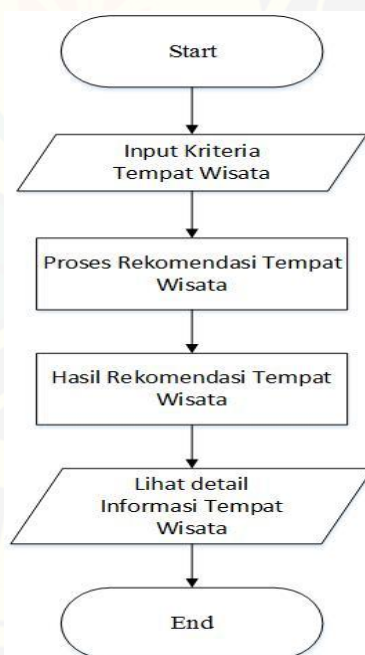 Start
Input Kriteria
Tempat Wisata
Proses Rekomendasi Tempat
Wisata
Hasil Rekomendasi Tempat
Wisata
Lihat detail
Informasi Tempat
Wisata
End